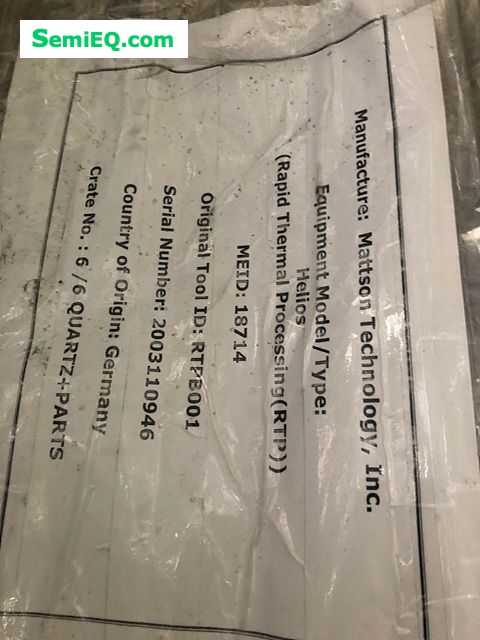 SemiEQ.com
Manufacture: Mattson Technology, Inc.
Equipment Model/Type:
Helios
(Rapid Thermal Processing(RTP))
MEID: 18714
Original Tool ID: RTPB001
Serial Number: 2003110946
Country of Origin: Germany
Crate No.: 6/6 QUARTZ+PARTS